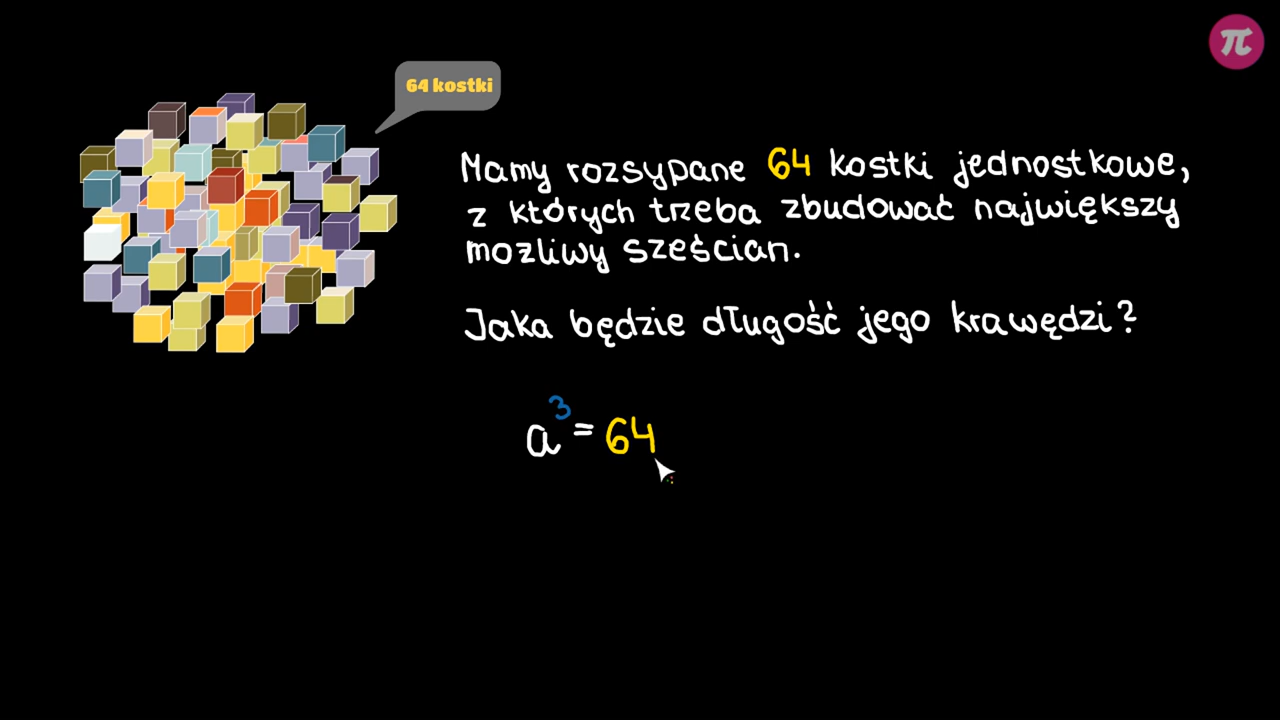 64 kostki
Mamy rozsypane 64 kostki jednostkowe,
z których trzeba zbudować największy
możliwy sześcian.
Jaka będzie długość jego krawędzi?
a³ = 64
π